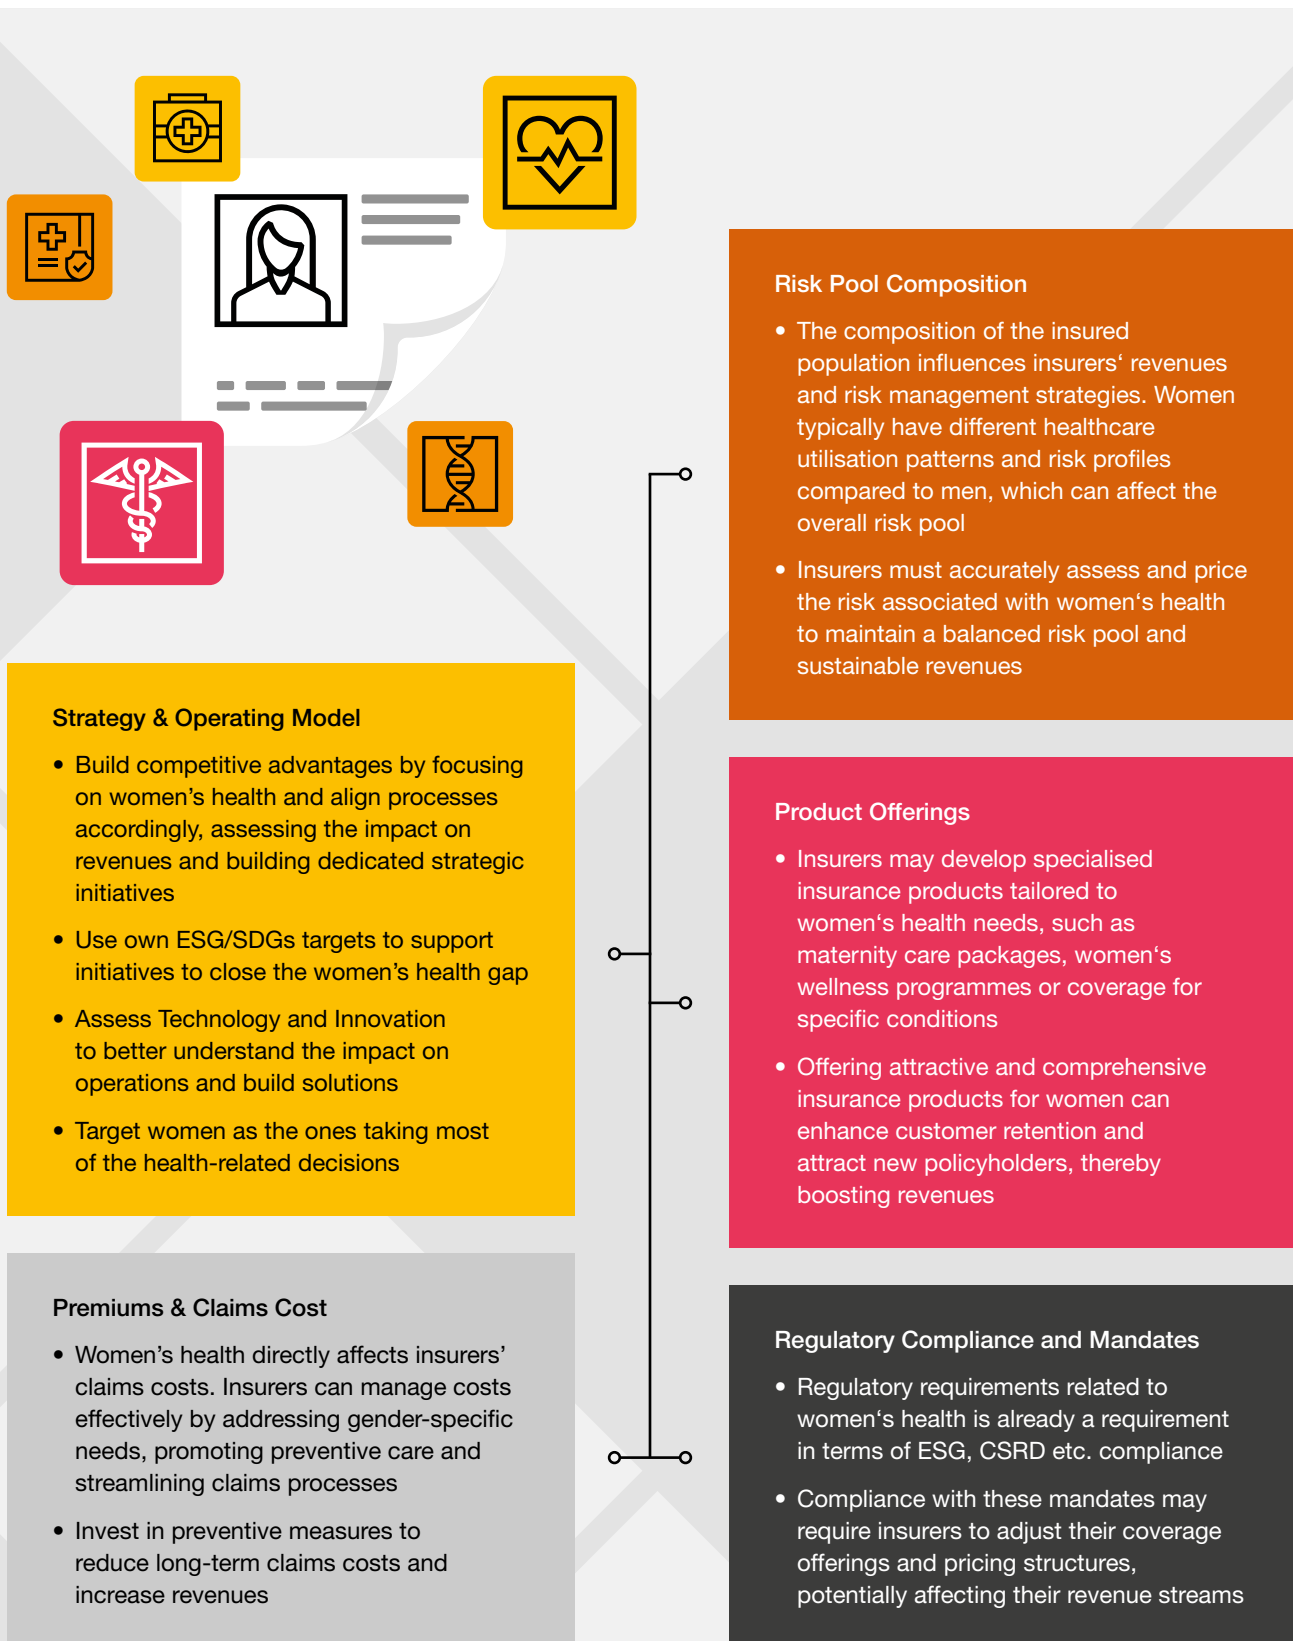 Risk Pool Composition
• The composition of the insured
population influences insurers‘ revenues
and risk management strategies. Women
typically have different healthcare
utilisation patterns and risk profiles
compared to men, which can affect the
overall risk pool
• Insurers must accurately assess and price
the risk associated with women‘s health
to maintain a balanced risk pool and
sustainable revenues
Strategy & Operating Model
• Build competitive advantages by focusing
on women’s health and align processes
accordingly, assessing the impact on
revenues and building dedicated strategic
initiatives
• Use own ESG/SDGs targets to support
initiatives to close the women’s health gap
• Assess Technology and Innovation
to better understand the impact on
operations and build solutions
• Target women as the ones taking most
of the health-related decisions
Product Offerings
• Insurers may develop specialised
insurance products tailored to
women‘s health needs, such as
maternity care packages, women‘s
wellness programmes or coverage for
specific conditions
• Offering attractive and comprehensive
insurance products for women can
enhance customer retention and
attract new policyholders, thereby
boosting revenues
Premiums & Claims Cost
• Women’s health directly affects insurers’
claims costs. Insurers can manage costs
effectively by addressing gender-specific
needs, promoting preventive care and
streamlining claims processes
• Invest in preventive measures to
reduce long-term claims costs and
increase revenues
Regulatory Compliance and Mandates
• Regulatory requirements related to
women‘s health is already a requirement
in terms of ESG, CSRD etc. compliance
• Compliance with these mandates may
require insurers to adjust their coverage
offerings and pricing structures,
potentially affecting their revenue streams